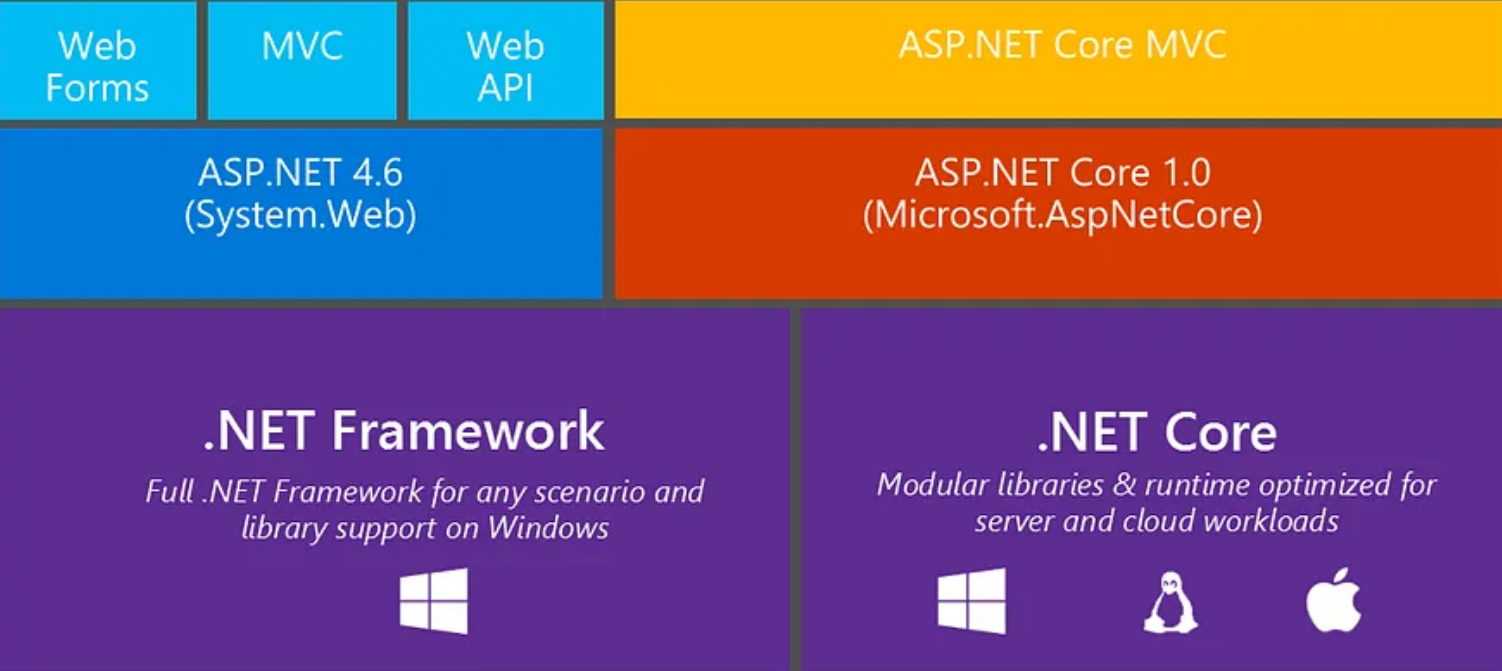 Web
Forms
MVC
Web
API
ASP.NET Core MVC
ASP.NET 4.6
(System.Web)
ASP.NET Core 1.0
(Microsoft.AspNetCore)
.NET Framework
Full .NET Framework for any scenario and
library support on Windows
.NET Core
Modular libraries & runtime optimized for
server and cloud workloads